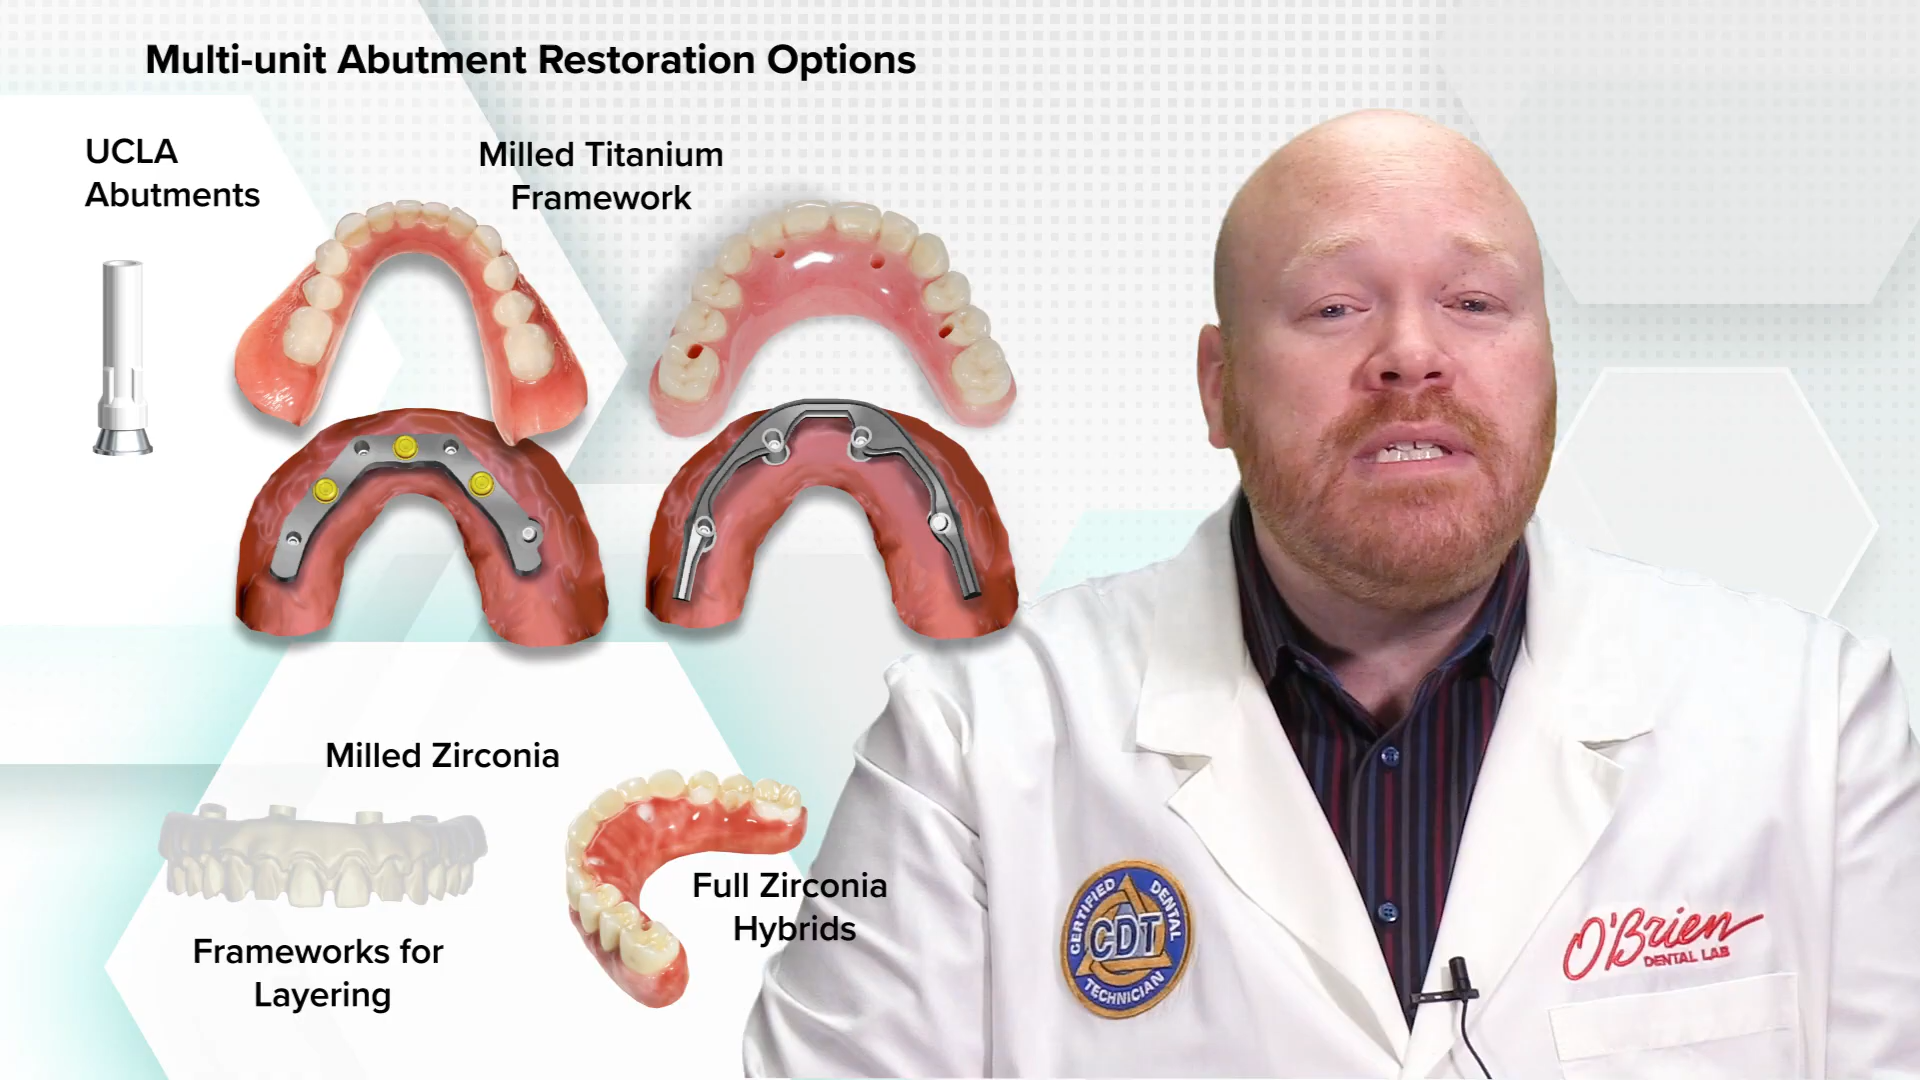 Multi-unit Abutment Restoration Options
UCLA
Abutments
Milled Titanium
Framework
Milled Zirconia
Frameworks for
Layering
Full Zirconia
Hybrids
CERTIFIED DENTAL
CDT
TECHNICIAN
O'Brien
DENTAL LAB